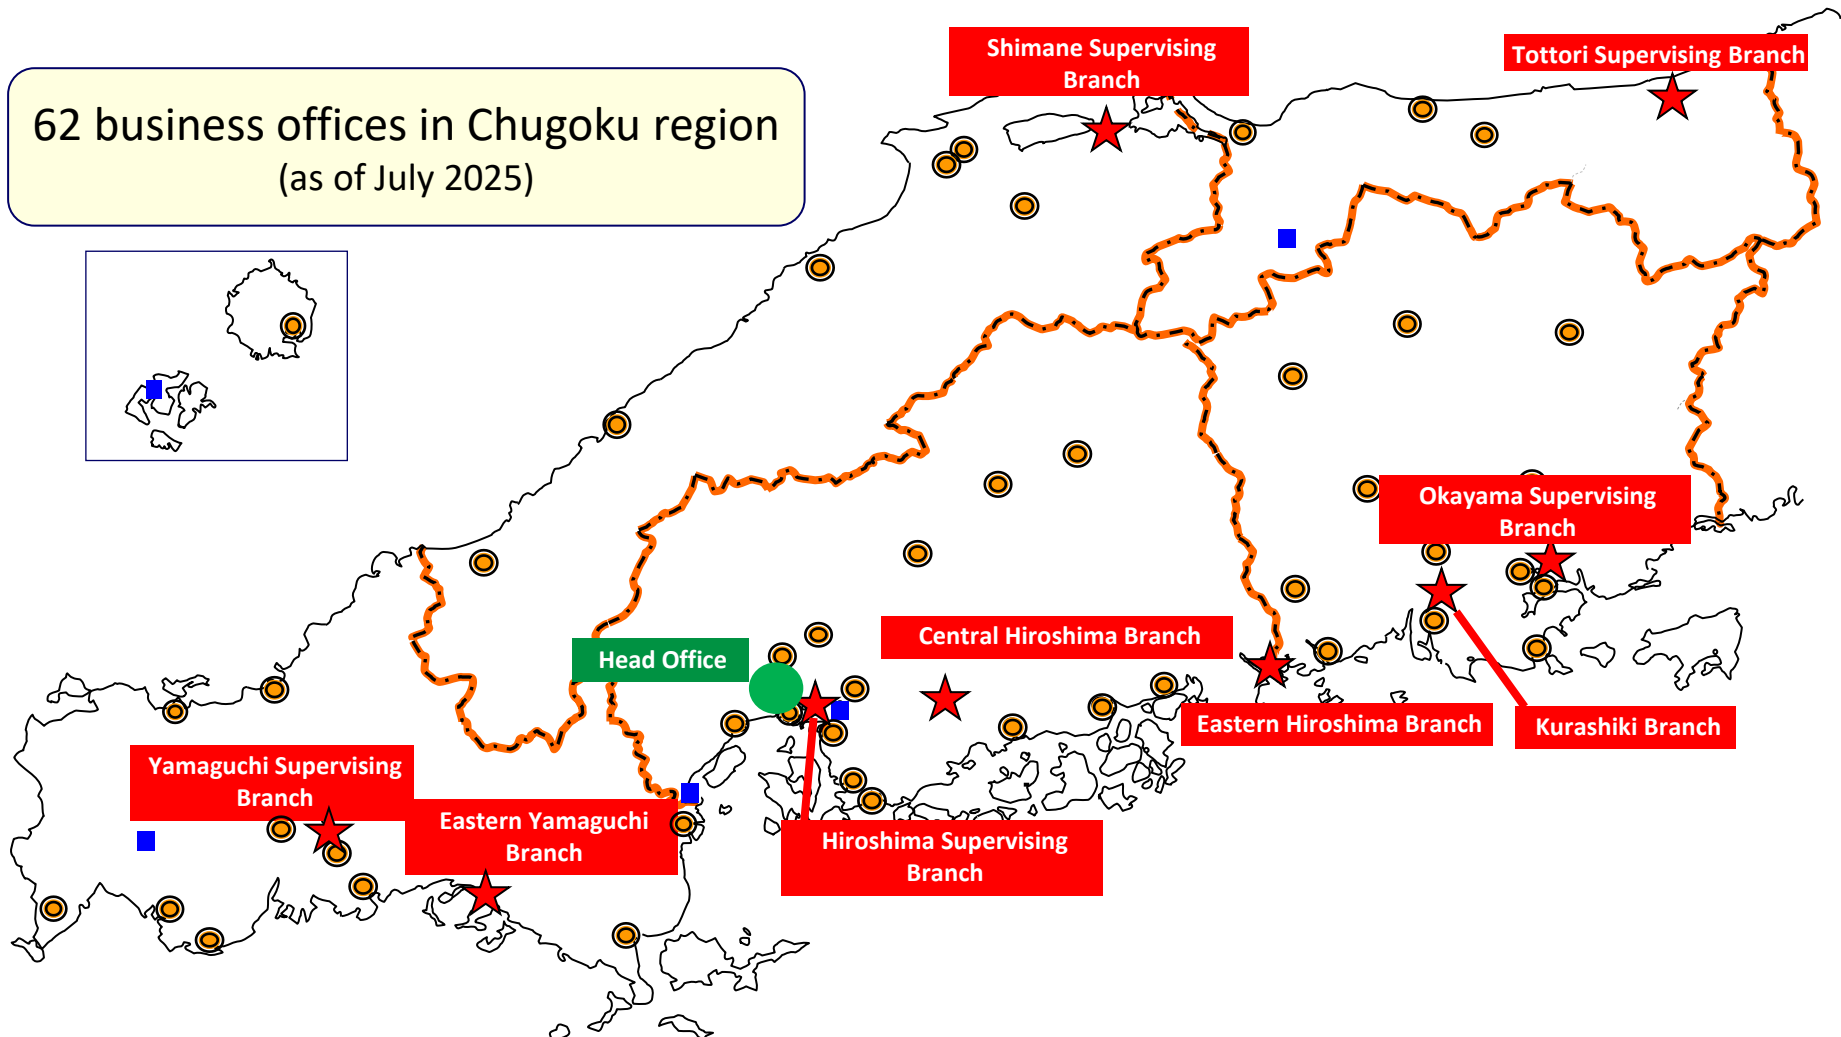 62 business offices in Chugoku region
(as of July 2025)
Shimane Supervising
Branch
Tottori Supervising Branch
Okayama Supervising
Branch
Central Hiroshima Branch
Head Office
Eastern Hiroshima Branch
Kurashiki Branch
Yamaguchi Supervising
Branch
Eastern Yamaguchi
Branch
Hiroshima Supervising
Branch